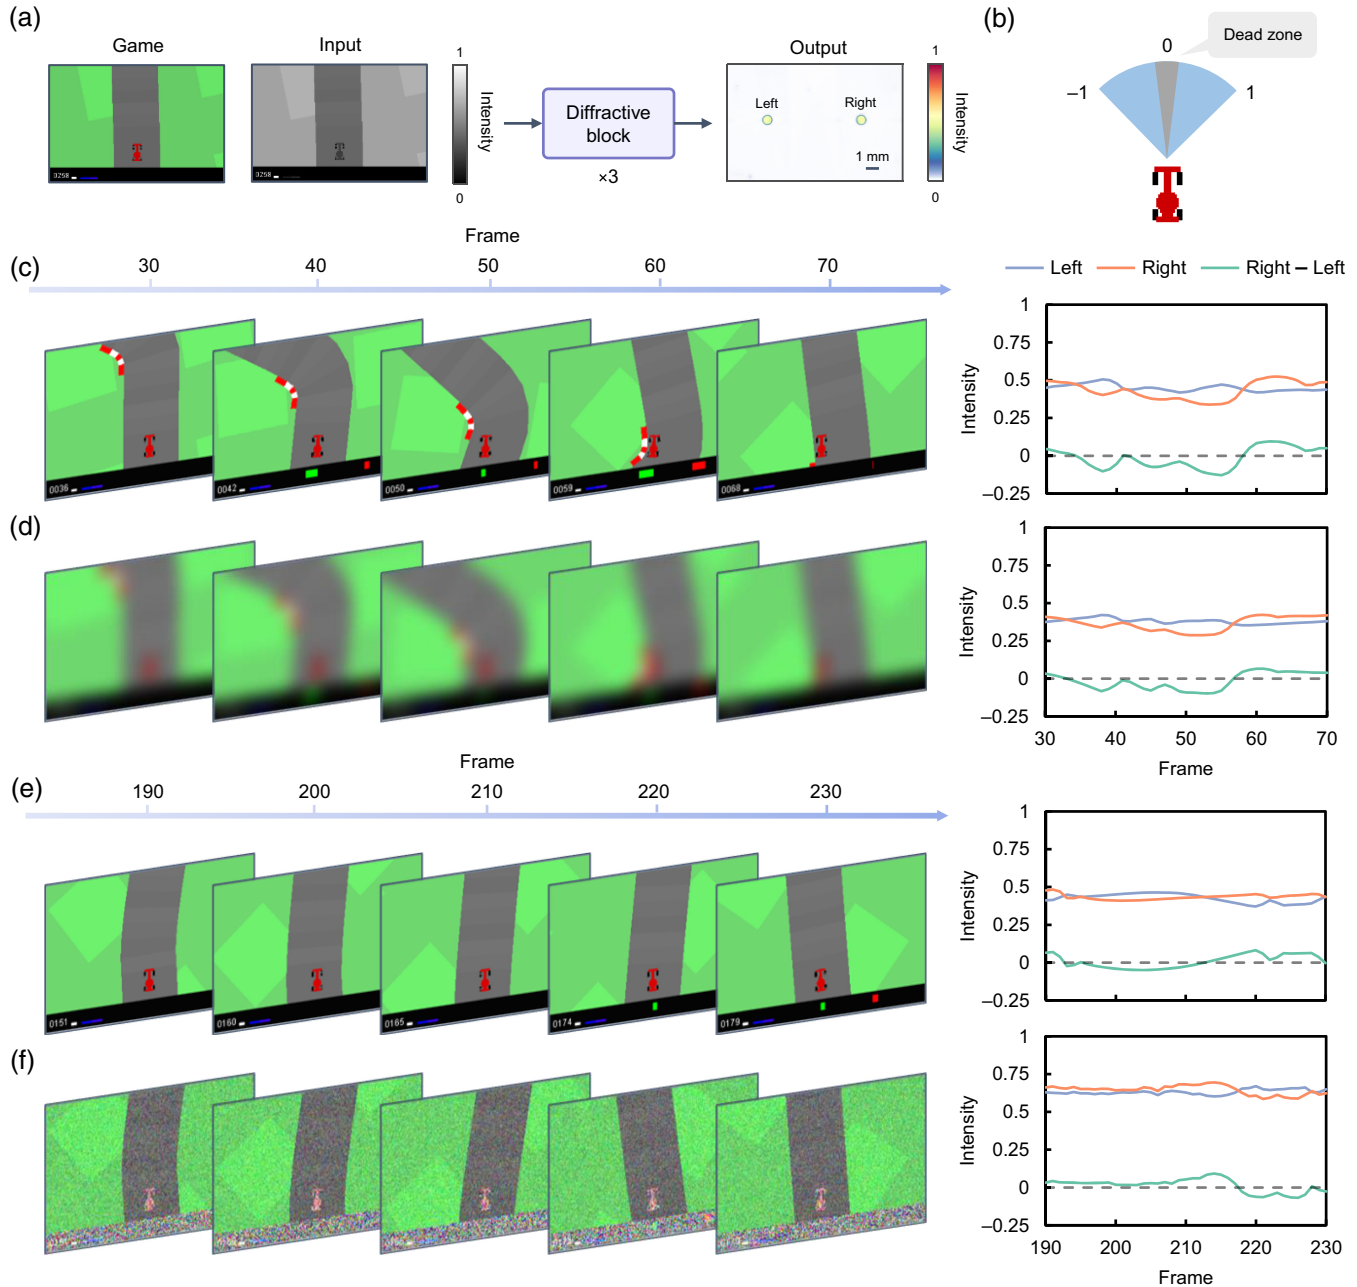 (a)
Game
Input
1
Intensity
0
Diffractive
block
×3
Output
Left
Right
1 mm
1
Intensity
0
0258
0258
(b)
Dead zone
0
–1
1
Frame
(c)
30
40
50
60
70
0036
0042
0050
0059
0068
Left
Right
Right – Left
1
0.75
0.5
0.25
0
–0.25
Intensity
(d)
1
0.75
0.5
0.25
0
–0.25
Intensity
30
40
50
60
70
Frame
Frame
(e)
190
200
210
220
230
0151
0160
0165
0174
0179
1
0.75
0.5
0.25
0
–0.25
Intensity
(f)
1
0.75
0.5
0.25
0
–0.25
Intensity
190
200
210
220
230
Frame